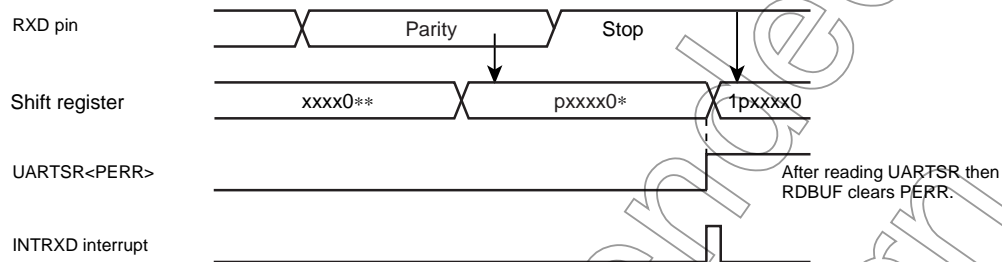 RXD pin
Parity
Stop
Shift register
xxxx0**
pxxxx0*
1pxxxx0
UARTSR<PERR>
After reading UARTSR then
RDBUF clears PERR.
INTRXD interrupt